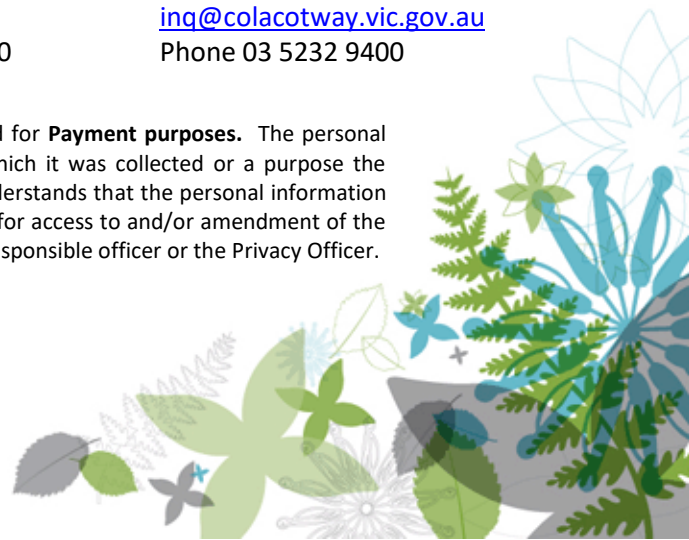 inq@colacotway.vic.gov.au
0 Phone 03 5232 9400
d for Payment purposes. The personal
which it was collected or a purpose the
derstands that the personal information
for access to and/or amendment of the
esponsible officer or the Privacy Officer.